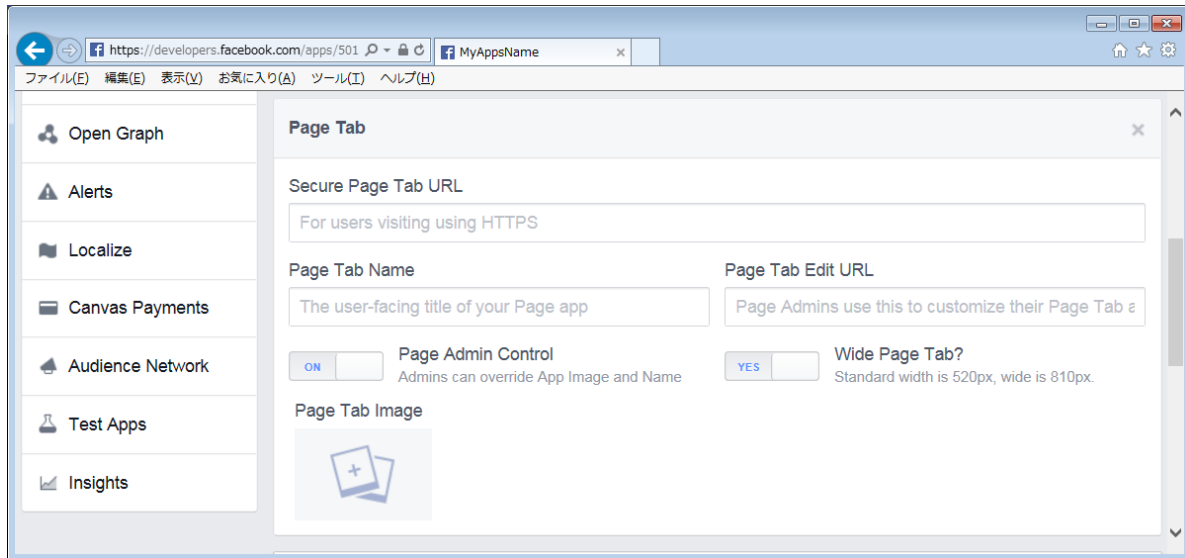 https://developers.facebook.com/apps/501
MyAppsName
ファイル(F) 編集(E) 表示(V) お気に入り(A) ツール(T) ヘルプ(H)
Open Graph
Alerts
Localize
Canvas Payments
Audience Network
Test Apps
Insights
Page Tab
Secure Page Tab URL
For users visiting using HTTPS
Page Tab Name
The user-facing title of your Page app
Page Tab Edit URL
Page Admins use this to customize their Page Tab a
ON
Page Admin Control
Admins can override App Image and Name
YES
Wide Page Tab?
Standard width is 520px, wide is 810px.
Page Tab Image